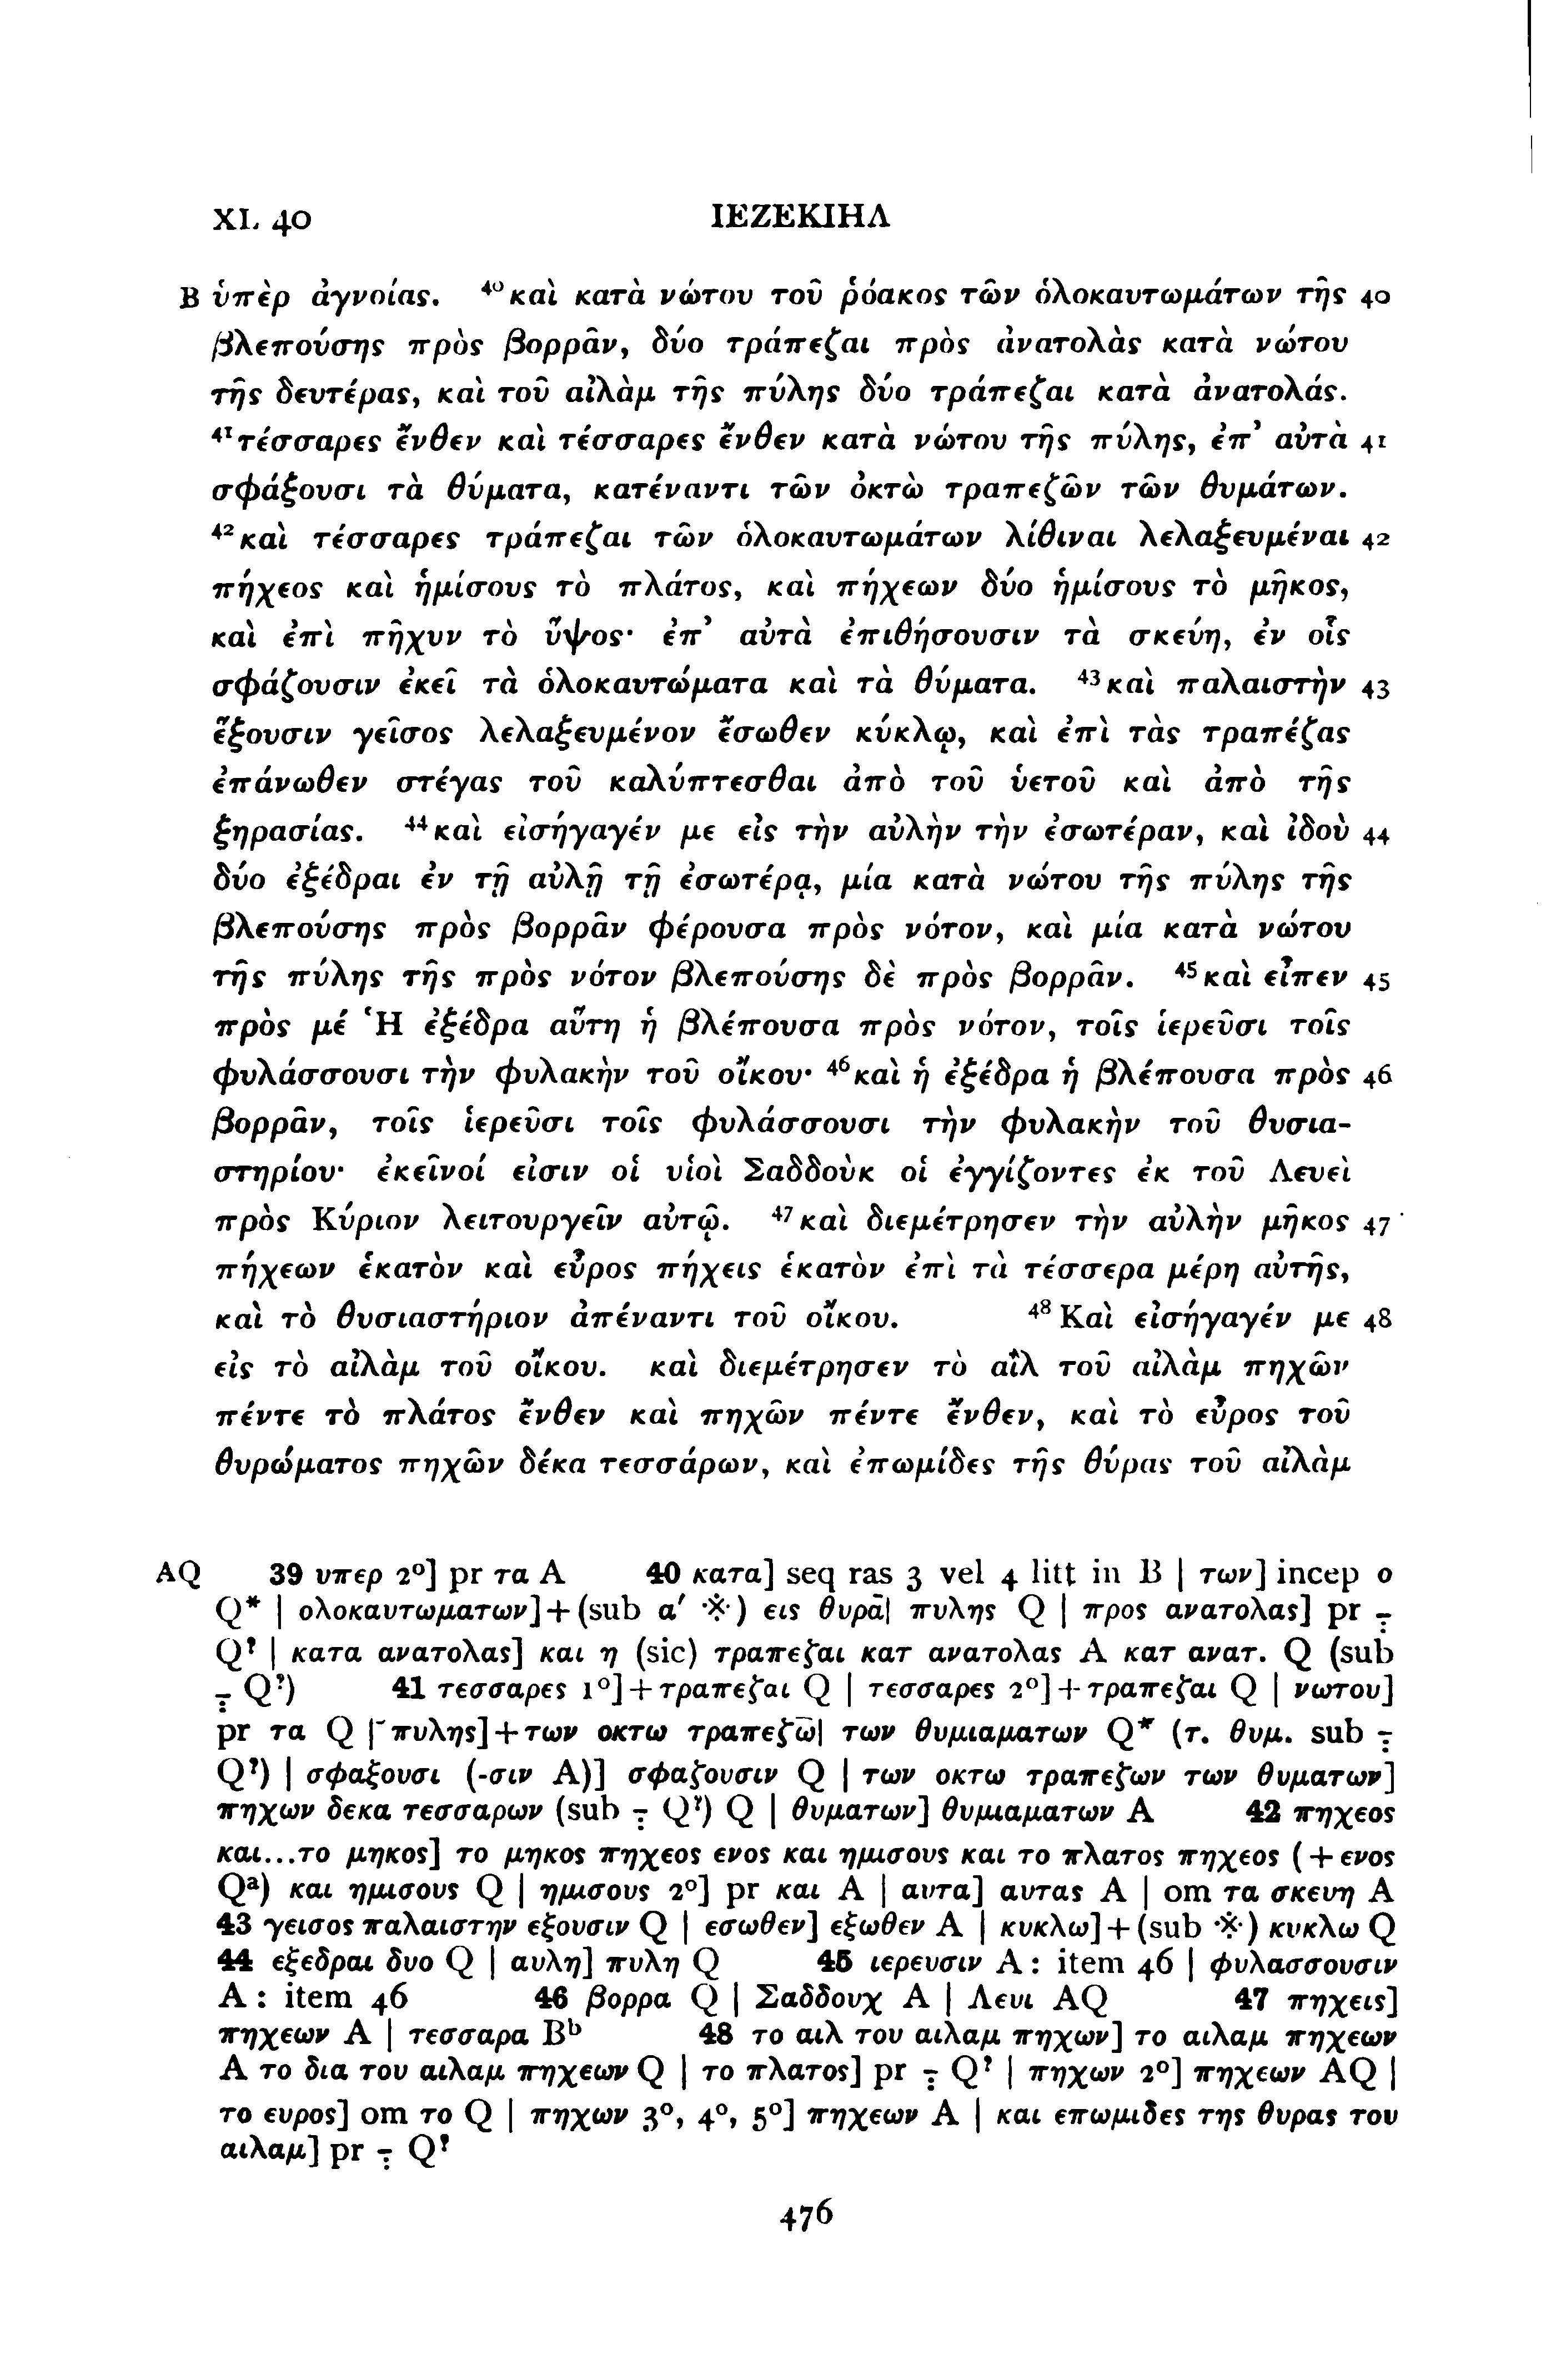 XL 40 ΙΕΖΕΚΙΗΛ
B ὑπὲρ ἀγνοίας. ⁴⁰καὶ κατὰ νώτου τοῦ ῥόακος τῶν ὁλοκαυτωμάτων τῆς 40
βλεπούσης πρὸς βορρᾶν, δύο τράπεζαι πρὸς ἀνατολὰς κατὰ νώτου
τῆς δευτέρας, καὶ τοῦ αἰλὰμ τῆς πύλης δύο τράπεζαι κατὰ ἀνατολάς.
⁴¹τέσσαρες ἔνθεν καὶ τέσσαρες ἔνθεν κατὰ νώτου τῆς πύλης, ἐπ’ αὐτὰ 41
σφάξουσι τὰ θύματα, κατέναντι τῶν ὀκτὼ τραπεζῶν τῶν θυμάτων.
⁴²καὶ τέσσαρες τράπεζαι τῶν ὁλοκαυτωμάτων λίθιναι λελαξευμέναι 42
πήχεος καὶ ἡμίσους τὸ πλάτος, καὶ πήχεων δύο ἡμίσους τὸ μῆκος,
καὶ ἐπὶ πῆχυν τὸ ὕψος· ἐπ’ αὐτὰ ἐπιθήσουσιν τὰ σκεύη, ἐν οἷς
σφάζουσιν ἐκεῖ τὰ ὁλοκαυτώματα καὶ τὰ θύματα. ⁴³καὶ παλαιστὴν 43
ἕξουσιν γεῖσος λελαξευμένον ἔσωθεν κύκλῳ, καὶ ἐπὶ τὰς τραπέζας
ἐπάνωθεν στέγας τοῦ καλύπτεσθαι ἀπὸ τοῦ ὑετοῦ καὶ ἀπὸ τῆς
ξηρασίας. ⁴⁴καὶ εἰσήγαγέν με εἰς τὴν αὐλὴν τὴν ἐσωτέραν, καὶ ἰδοὺ 44
δύο ἐξέδραι ἐν τῇ αὐλῇ τῇ ἐσωτέρᾳ, μία κατὰ νώτου τῆς πύλης τῆς
βλεπούσης πρὸς βορρᾶν φέρουσα πρὸς νότον, καὶ μία κατὰ νώτου
τῆς πύλης τῆς πρὸς νότον βλεπούσης δὲ πρὸς βορρᾶν. ⁴⁵καὶ εἶπεν 45
πρὸς μέ Ἡ ἐξέδρα αὕτη ἡ βλέπουσα πρὸς νότον, τοῖς ἱερεῦσι τοῖς
φυλάσσουσι τὴν φυλακὴν τοῦ οἴκου· ⁴⁶καὶ ἡ ἐξέδρα ἡ βλέπουσα πρὸς 46
βορρᾶν, τοῖς ἱερεῦσι τοῖς φυλάσσουσι τὴν φυλακὴν τοῦ θυσια-
στηρίου· ἐκεῖνοί εἰσιν οἱ υἱοὶ Σαδδοὺκ οἱ ἐγγίζοντες ἐκ τοῦ Λευεὶ
πρὸς Κύριον λειτουργεῖν αὐτῷ. ⁴⁷καὶ διεμέτρησεν τὴν αὐλὴν μῆκος 47
πήχεων ἑκατὸν καὶ εὖρος πήχεις ἑκατὸν ἐπὶ τὰ τέσσερα μέρη αὐτῆς,
καὶ τὸ θυσιαστήριον ἀπέναντι τοῦ οἴκου. ⁴⁸Καὶ εἰσήγαγέν με 48
εἰς τὸ αἰλὰμ τοῦ οἴκου. καὶ διεμέτρησεν τὸ αἲλ τοῦ αἰλὰμ πηχῶν
πέντε τὸ πλάτος ἔνθεν καὶ πηχῶν πέντε ἔνθεν, καὶ τὸ εὖρος τοῦ
θυρώματος πηχῶν δέκα τεσσάρων, καὶ ἐπωμίδες τῆς θύρας τοῦ αἰλὰμ
AQ 39 υπερ 2°] pr τα A 40 κατα] seq ras 3 vel 4 litt in B | των] incep ο
Q* | ολοκαυτωματων]+(sub α′ ※) εις θυρᾱ| πυλης Q | προς ανατολας] pr ÷
Q? | κατα ανατολας] και η (sic) τραπεζαι κατ ανατολας A κατ ανατ. Q (sub
÷ Q?) 41 τεσσαρες 1°]+τραπεζαι Q | τεσσαρες 2°]+τραπεζαι Q | νωτου]
pr τα Q | πυλης]+των οκτω τραπεζω̄| των θυμιαματων Q* (τ. θυμ. sub ÷
Q?) | σφαξουσι (-σιν A)] σφαζουσιν Q | των οκτω τραπεζων των θυματων]
πηχων δεκα τεσσαρων (sub ÷ Q?) Q | θυματων] θυμιαματων A 42 πηχεος
και...το μηκος] το μηκος πηχεος ενος και ημισους και το πλατος πηχεος (+ενος
Qᵃ) και ημισους Q | ημισους 2°] pr και A | αυτα] αυτας A | om τα σκευη A
43 γεισος παλαιστην εξουσιν Q | εσωθεν] εξωθεν A | κυκλω]+(sub ※) κυκλω Q
44 εξεδραι δυο Q | αυλη] πυλη Q 45 ιερευσιν A : item 46 | φυλασσουσιν
A : item 46 46 βορρα Q | Σαδδουχ A | Λευι AQ 47 πηχεις]
πηχεων A | τεσσαρα Bᵇ 48 το αιλ του αιλαμ πηχων] το αιλαμ πηχεων
A το δια του αιλαμ πηχεων Q | το πλατος] pr ÷ Q? | πηχων 2°] πηχεων AQ |
το ευρος] om το Q | πηχων 3°, 4°, 5°] πηχεων A | και επωμιδες της θυρας του
αιλαμ] pr ÷ Q?
476